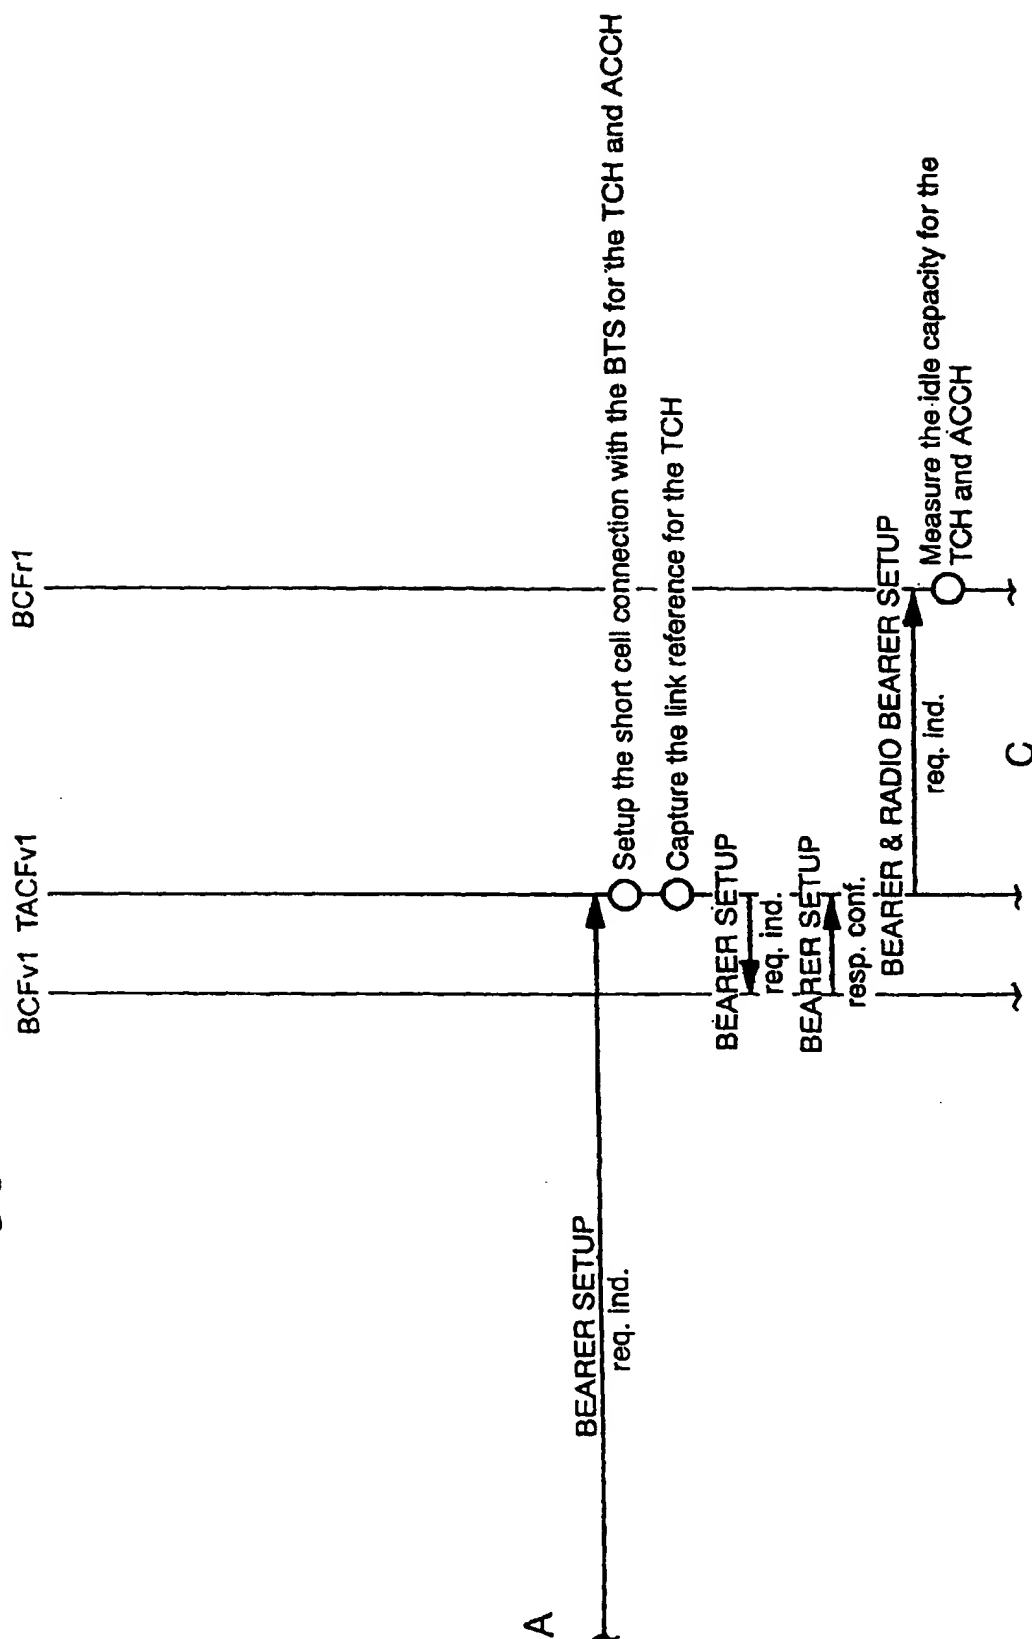 BCFv1 TACFv1
BCFr1
A
BEARER SETUP
req. ind.
Setup the short cell connection with the BTS for the TCH and ACCH
Capture the link reference for the TCH
BEARER SETUP
req. ind.
BEARER SETUP
resp. conf.
BEARER & RADIO BEARER SETUP
req. ind.
Measure the idle capacity for the
TCH and ACCH
C